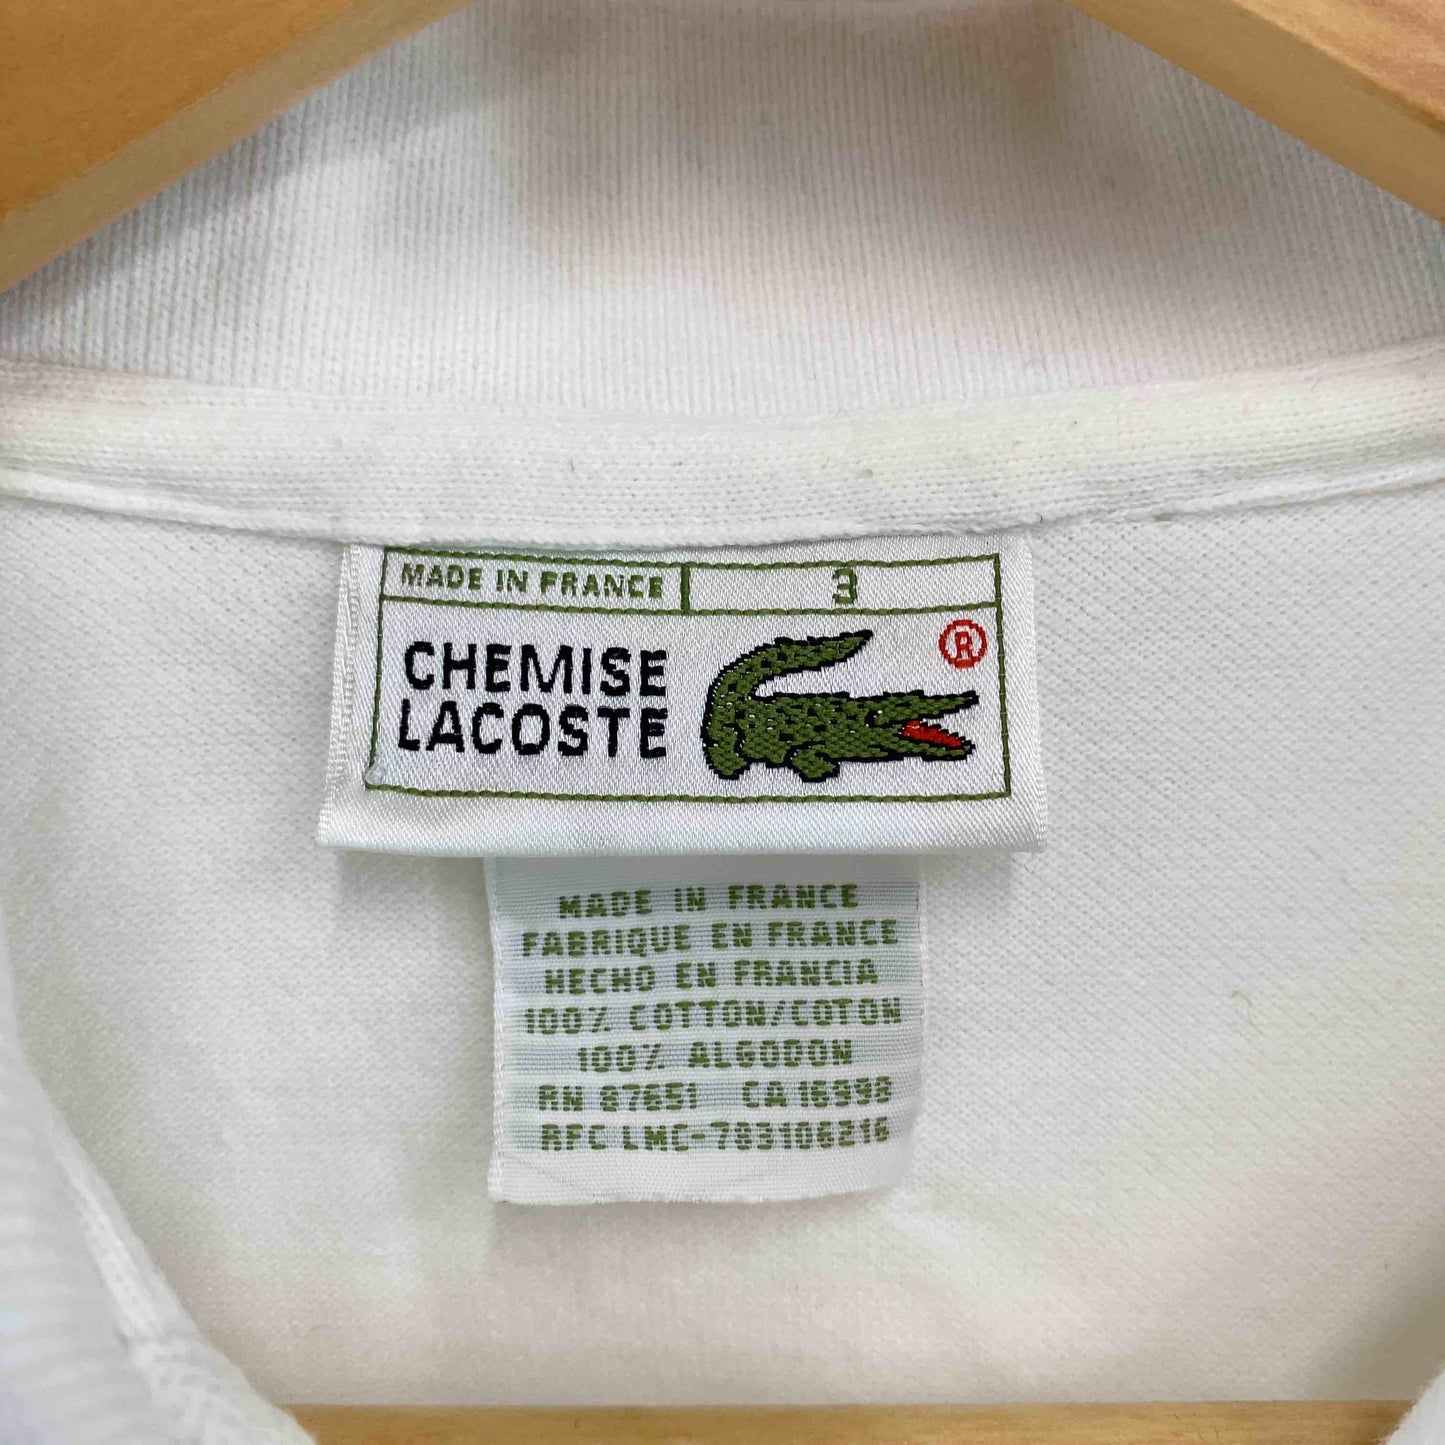 MADE IN FRANCE 3
CHEMISE ®
LACOSTE
MADE IN FRANCE
FABRIQUE EN FRANCE
HECHO EN FRANCIA
100% COTTON/COTON
100% ALGODON
RN 87651 CA 16998
RFC LMC-783106216